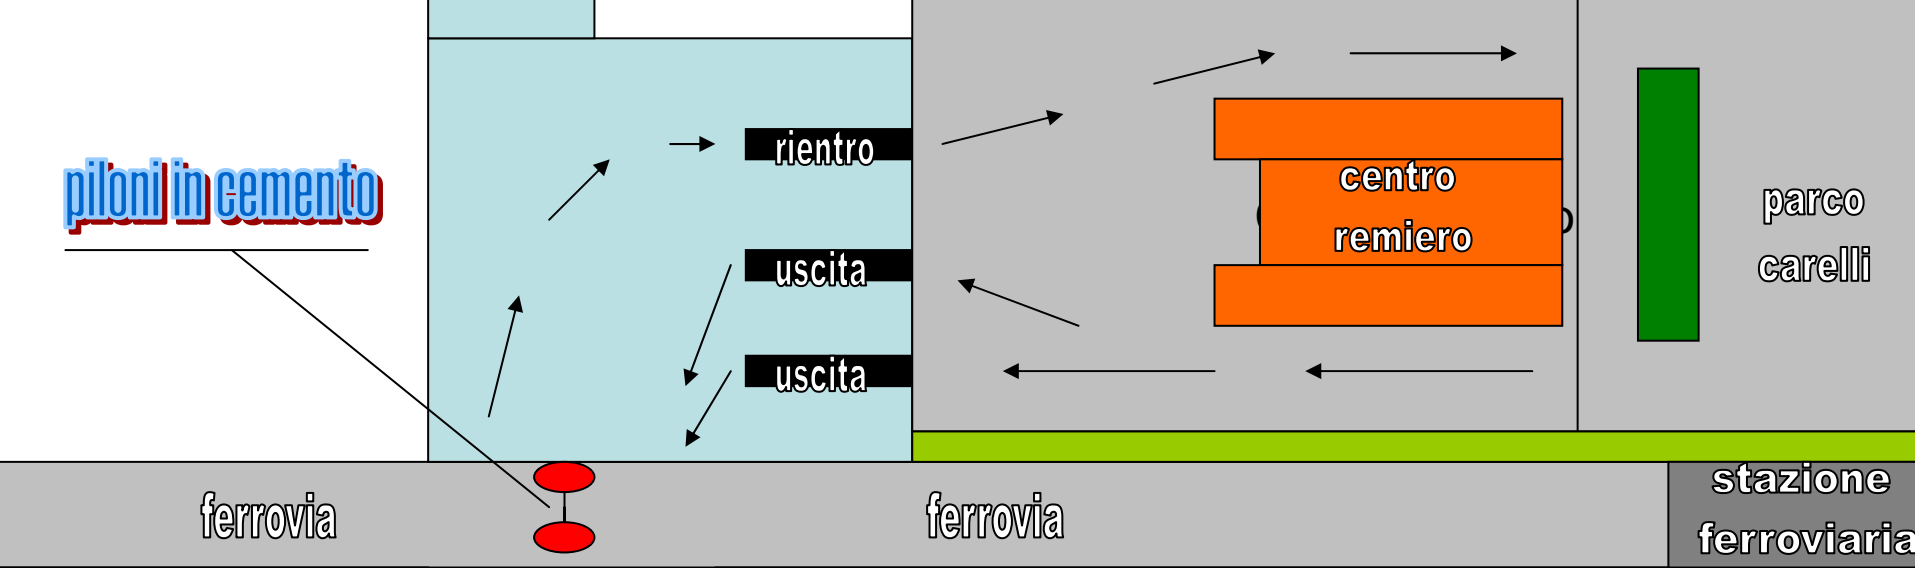 piloni in cemento
rientro
uscita
uscita
centro
remiero
parco
carelli
ferrovia
ferrovia
stazione
ferroviaria